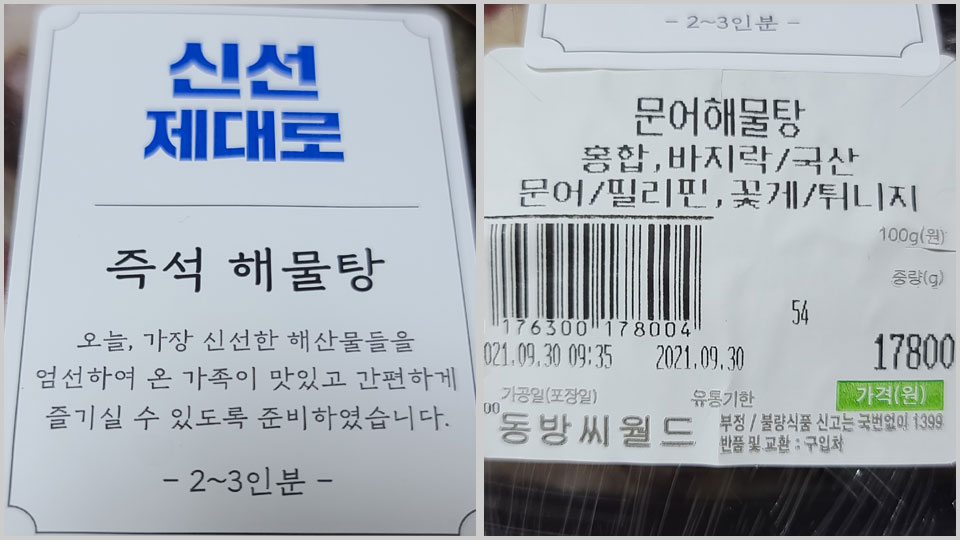 신선
제대로
즉석 해물탕
오늘, 가장 신선한 해산물들을
엄선하여 온 가족이 맛있고 간편하게
즐기실 수 있도록 준비하였습니다.
- 2~3인분 -
- 2~3인분 -
문어해물탕
홍합,바지락/국산
문어/필리핀,꽃게/튀니지
100g(원)
중량(g)
176300 178004
54
021.09.30 09:35 2021.09.30
17800
가공일(포장일) 유통기한 가격(원)
00
동방씨월드
부정 / 불량식품 신고는 국번없이 1399
반품 및 교환 : 구입처